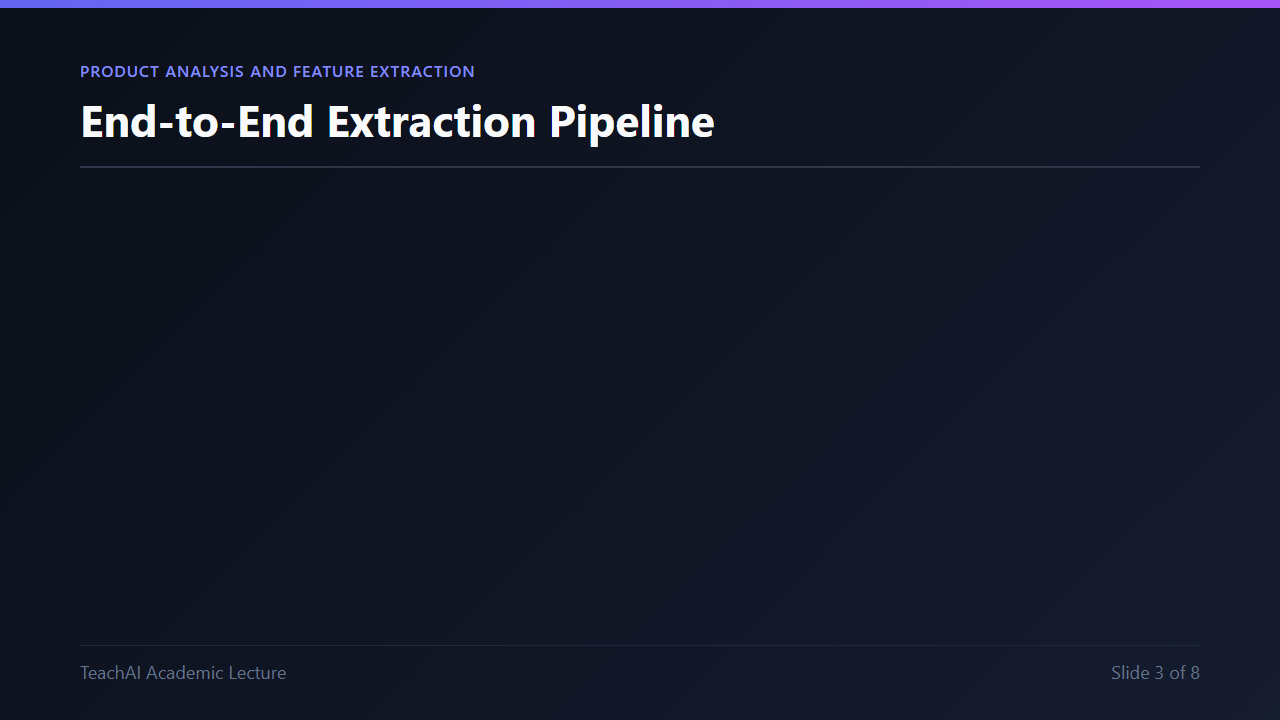 PRODUCT ANALYSIS AND FEATURE EXTRACTION
End-to-End Extraction Pipeline
TeachAI Academic Lecture
Slide 3 of 8